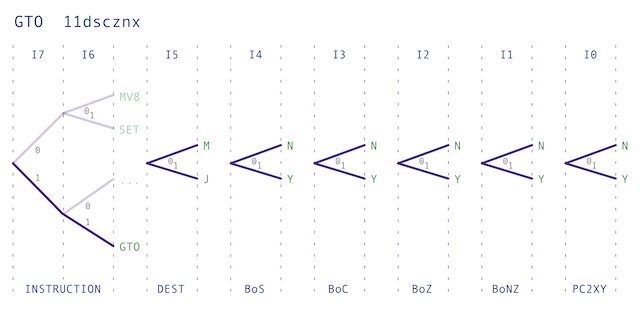 GTO 11dscznx
I7 I6 I5 I4 I3 I2 I1 I0
MV8
0 1
SET
M N N N N N
0
0 1 0 1 0 1 0 1 0 1 0 1
1
J Y Y Y Y Y
...
0
1
GTO
INSTRUCTION DEST BoS BoC BoZ BoNZ PC2XY